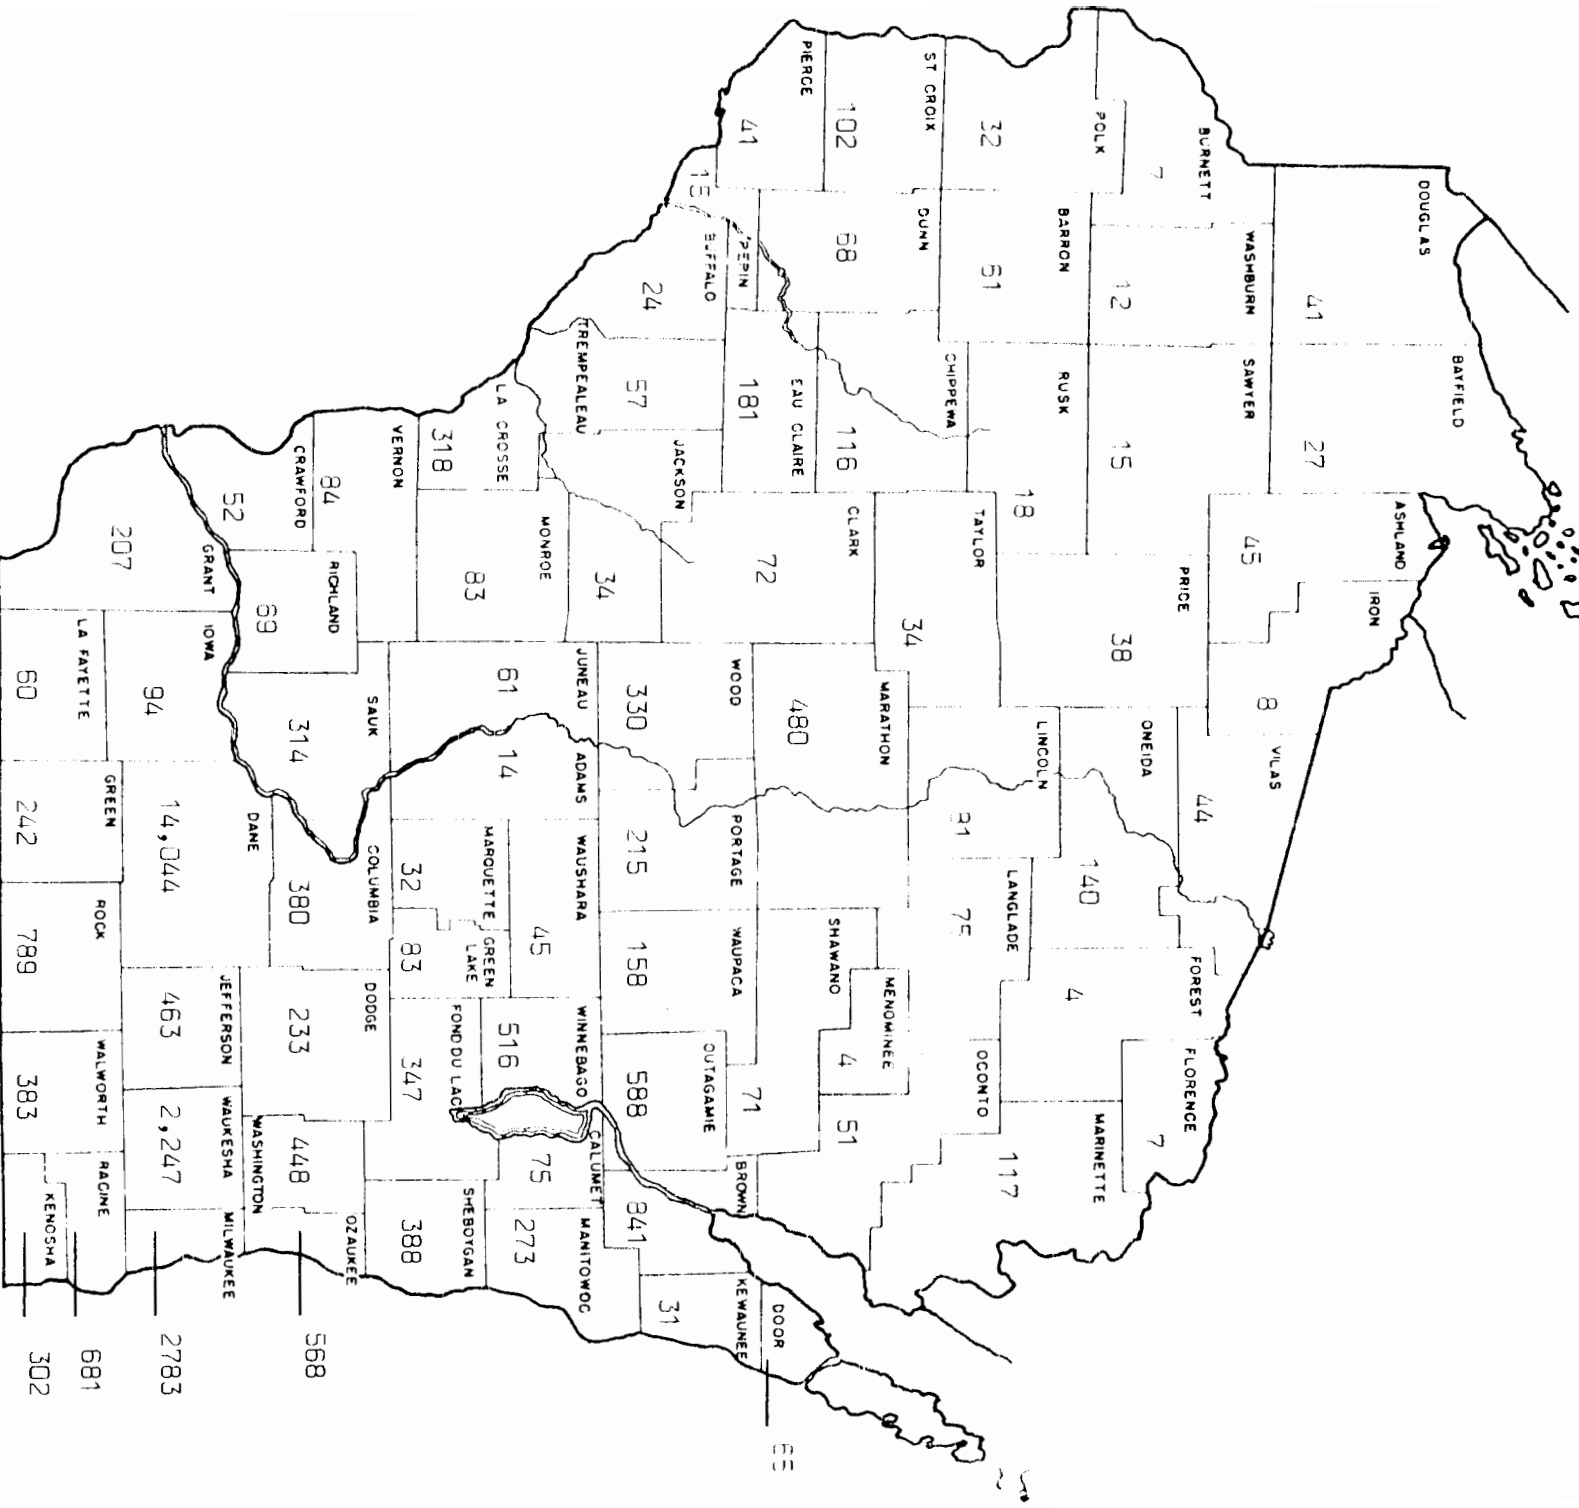 DOUGLAS
41
BAYFIELD
27
ASHLAND
45
IRON
8
BURNETT
7
WASHBURN
12
SAWYER
15
PRICE
38
VILAS
44
ONEIDA
140
FOREST
4
FLORENCE
7
POLK
32
BARRON
61
RUSK
18
TAYLOR
34
LINCOLN
LANGLADE
OCONTO
51
MARINETTE
117
ST CROIX
102
DUNN
68
CHIPPEWA
116
CLARK
72
MARATHON
480
SHAWANO
71
MENOMINEE
4
PIERCE
41
PEPIN
EAU CLAIRE
181
BUFFALO
24
TREMPEALEAU
57
JACKSON
34
WOOD
330
PORTAGE
215
WAUPACA
158
OUTAGAMIE
588
BROWN
841
KEWAUNEE
31
DOOR
LA CROSSE
318
MONROE
83
JUNEAU
61
ADAMS
14
WAUSHARA
45
WINNEBAGO
516
CALUMET
75
MANITOWOC
273
VERNON
84
MARQUETTE
32
GREEN
LAKE
83
FOND DU LAC
347
SHEBOYGAN
388
CRAWFORD
52
RICHLAND
69
SAUK
314
COLUMBIA
380
DODGE
233
WASHINGTON
448
OZAUKEE
568
GRANT
207
IOWA
94
DANE
14,044
JEFFERSON
463
WAUKESHA
2,247
MILWAUKEE
2783
LA FAYETTE
60
GREEN
242
ROCK
789
WALWORTH
383
RACINE
681
KENOSHA
302